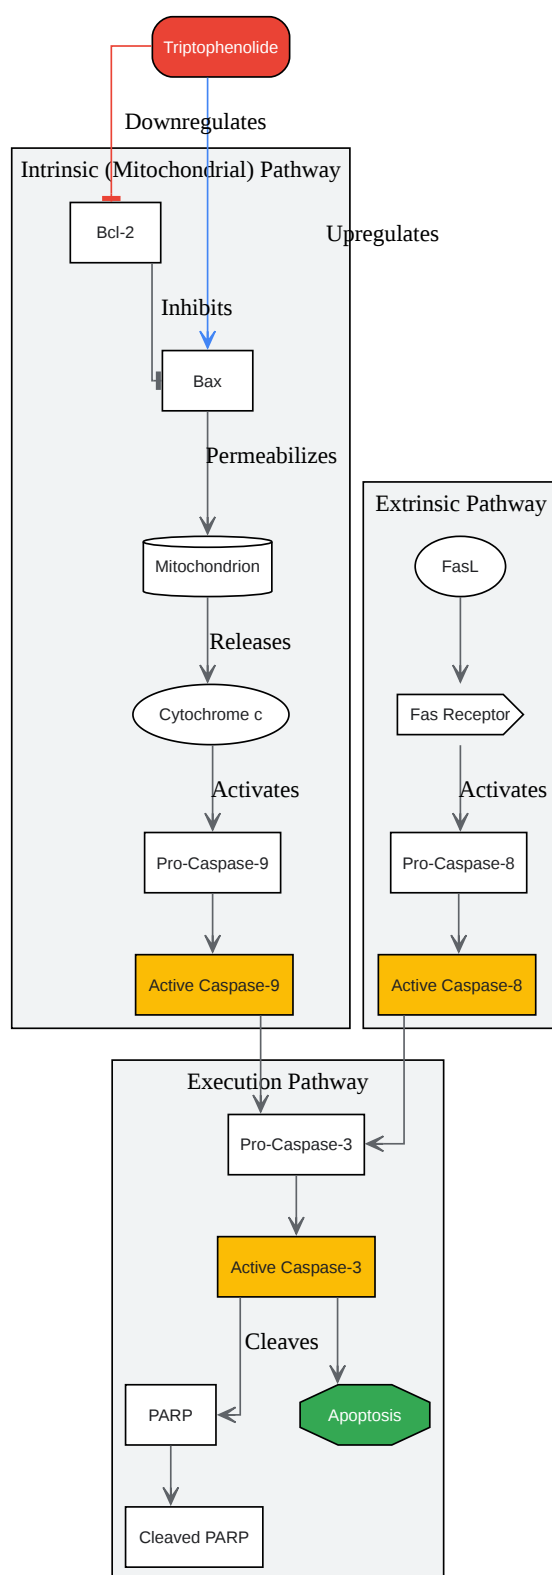 Triptophenolide
Downregulates
Intrinsic (Mitochondrial) Pathway
Bcl-2
Upregulates
Inhibits
Bax
Permeabilizes
Extrinsic Pathway
Mitochondrion
FasL
Releases
Cytochrome c
Fas Receptor
Activates
Activates
Pro-Caspase-9
Pro-Caspase-8
Active Caspase-9
Active Caspase-8
Execution Pathway
Pro-Caspase-3
Active Caspase-3
Cleaves
PARP
Apoptosis
Cleaved PARP